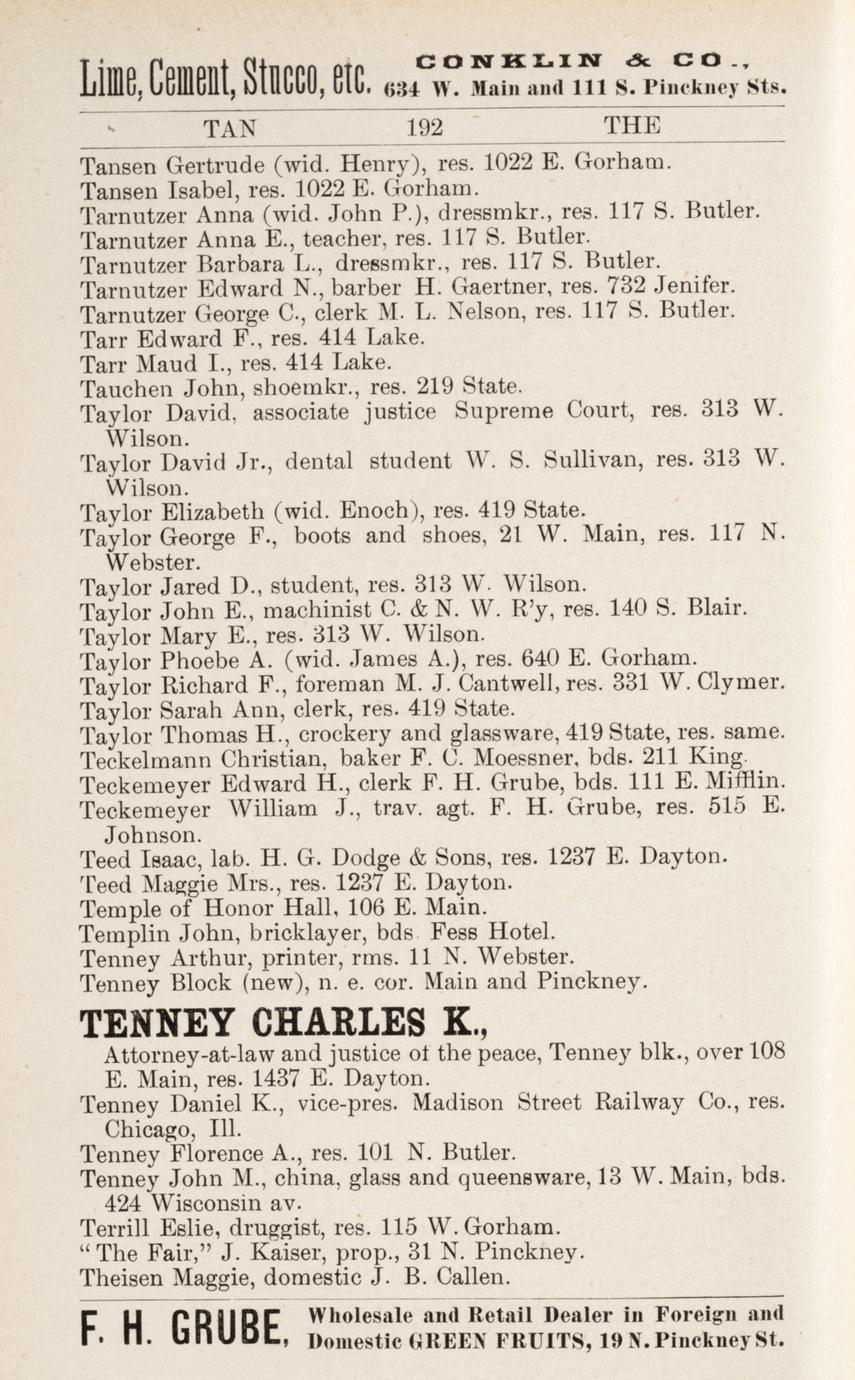 Lime, Cement, Stucco, etc. CONKLIN & CO.,
634 W. Main and 111 S. Pinckney Sts.
TAN 192 THE
Tansen Gertrude (wid. Henry), res. 1022 E. Gorham.
Tansen Isabel, res. 1022 E. Gorham.
Tarnutzer Anna (wid. John P.), dressmkr., res. 117 S. Butler.
Tarnutzer Anna E., teacher, res. 117 S. Butler.
Tarnutzer Barbara L., dressmkr., res. 117 S. Butler.
Tarnutzer Edward N., barber H. Gaertner, res. 732 Jenifer.
Tarnutzer George C., clerk M. L. Nelson, res. 117 S. Butler.
Tarr Edward F., res. 414 Lake.
Tarr Maud I., res. 414 Lake.
Tauchen John, shoemkr., res. 219 State.
Taylor David, associate justice Supreme Court, res. 313 W.
Wilson.
Taylor David Jr., dental student W. S. Sullivan, res. 313 W.
Wilson.
Taylor Elizabeth (wid. Enoch), res. 419 State.
Taylor George F., boots and shoes, 21 W. Main, res. 117 N.
Webster.
Taylor Jared D., student, res. 313 W. Wilson.
Taylor John E., machinist C. & N. W. R'y, res. 140 S. Blair.
Taylor Mary E., res. 313 W. Wilson.
Taylor Phoebe A. (wid. James A.), res. 640 E. Gorham.
Taylor Richard F., foreman M. J. Cantwell, res. 331 W. Clymer.
Taylor Sarah Ann, clerk, res. 419 State.
Taylor Thomas H., crockery and glassware, 419 State, res. same.
Teckelmann Christian, baker F. C. Moessner, bds. 211 King.
Teckemeyer Edward H., clerk F. H. Grube, bds. 111 E. Mifflin.
Teckemeyer William J., trav. agt. F. H. Grube, res. 515 E.
Johnson.
Teed Isaac, lab. H. G. Dodge & Sons, res. 1237 E. Dayton.
Teed Maggie Mrs., res. 1237 E. Dayton.
Temple of Honor Hall, 106 E. Main.
Templin John, bricklayer, bds. Fess Hotel.
Tenney Arthur, printer, rms. 11 N. Webster.
Tenney Block (new), n. e. cor. Main and Pinckney.
TENNEY CHARLES K.,
Attorney-at-law and justice of the peace, Tenney blk., over 108
E. Main, res. 1437 E. Dayton.
Tenney Daniel K., vice-pres. Madison Street Railway Co., res.
Chicago, Ill.
Tenney Florence A., res. 101 N. Butler.
Tenney John M., china, glass and queensware, 13 W. Main, bds.
424 Wisconsin av.
Terrill Eslie, druggist, res. 115 W. Gorham.
“The Fair,” J. Kaiser, prop., 31 N. Pinckney.
Theisen Maggie, domestic J. B. Callen.
F. H. GRUBE, Wholesale and Retail Dealer in Foreign and
Domestic GREEN FRUITS, 19 N. Pinckney St.